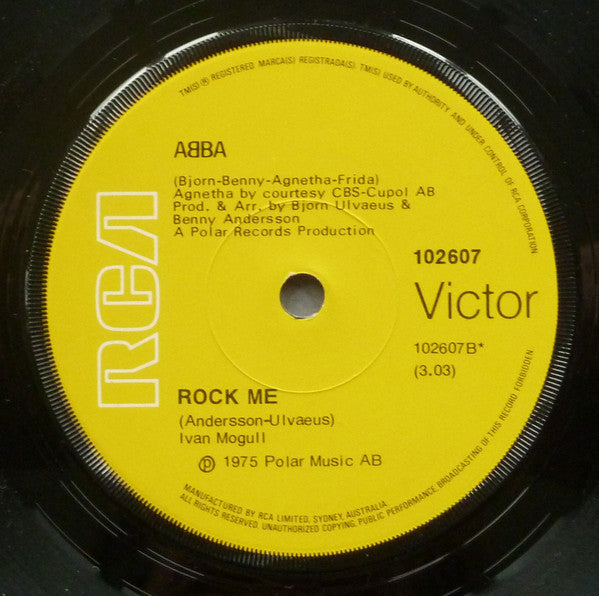 TM(S) ® REGISTERED MARCA(S) REGISTRADA(S). TM(S) USED BY AUTHORITY AND UNDER CONTROL OF RCA CORPORATION
AᗺBA
(Bjorn-Benny-Agnetha-Frida)
Agnetha by courtesy CBS-Cupol AB
Prod. & Arr. by Bjorn Ulvaeus &
Benny Andersson
A Polar Records Production
RCA
102607
Victor
102607B*
(3.03)
ROCK ME
(Andersson-Ulvaeus)
Ivan Mogull
℗ 1975 Polar Music AB
MANUFACTURED BY RCA LIMITED, SYDNEY, AUSTRALIA.
ALL RIGHTS RESERVED. UNAUTHORIZED COPYING, PUBLIC PERFORMANCE, BROADCASTING OF THIS RECORD FORBIDDEN